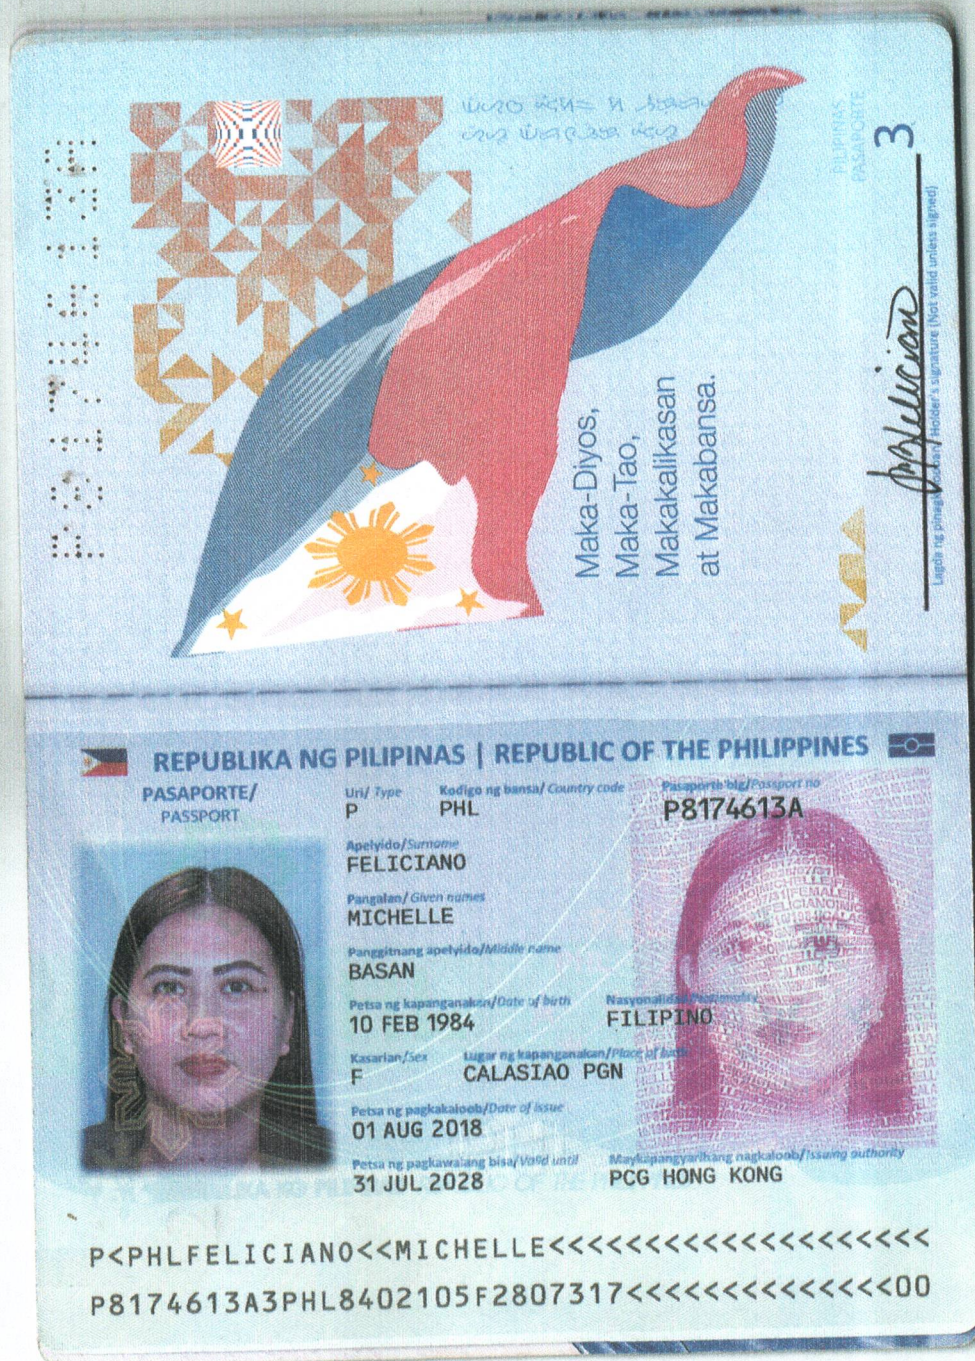 P8174613A
PILIPINAS
PASAPORTE
3
Maka-Diyos,
Maka-Tao,
Makakalikasan
at Makabansa.
Holder's signature (Not valid unless signed)
REPUBLIKA NG PILIPINAS | REPUBLIC OF THE PHILIPPINES
PASAPORTE/
PASSPORT
Uri/ Type
Kodigo ng bansa/ Country code
Pasaporte blg/Passport no
P
PHL
P8174613A
Apelyido/Surname
FELICIANO
Pangalan/ Given names
MICHELLE
Panggitnang apelyido/Middle name
BASAN
Petsa ng kapanganakan/Date of birth
Nasyonalidad/Nationality
10 FEB 1984
FILIPINO
Kasarian/Sex
Lugar ng kapanganakan/Place of birth
F
CALASIAO PGN
Petsa ng pagkakaloob/Date of issue
01 AUG 2018
Petsa ng pagkawalang bisa/Valid until
Maykapangyarihang nagkaloob/Issuing authority
31 JUL 2028
PCG HONG KONG
P<PHLFELICIANO<<MICHELLE<<<<<<<<<<<<<<<<<<<<
P8174613A3PHL8402105F2807317<<<<<<<<<<<<<<00